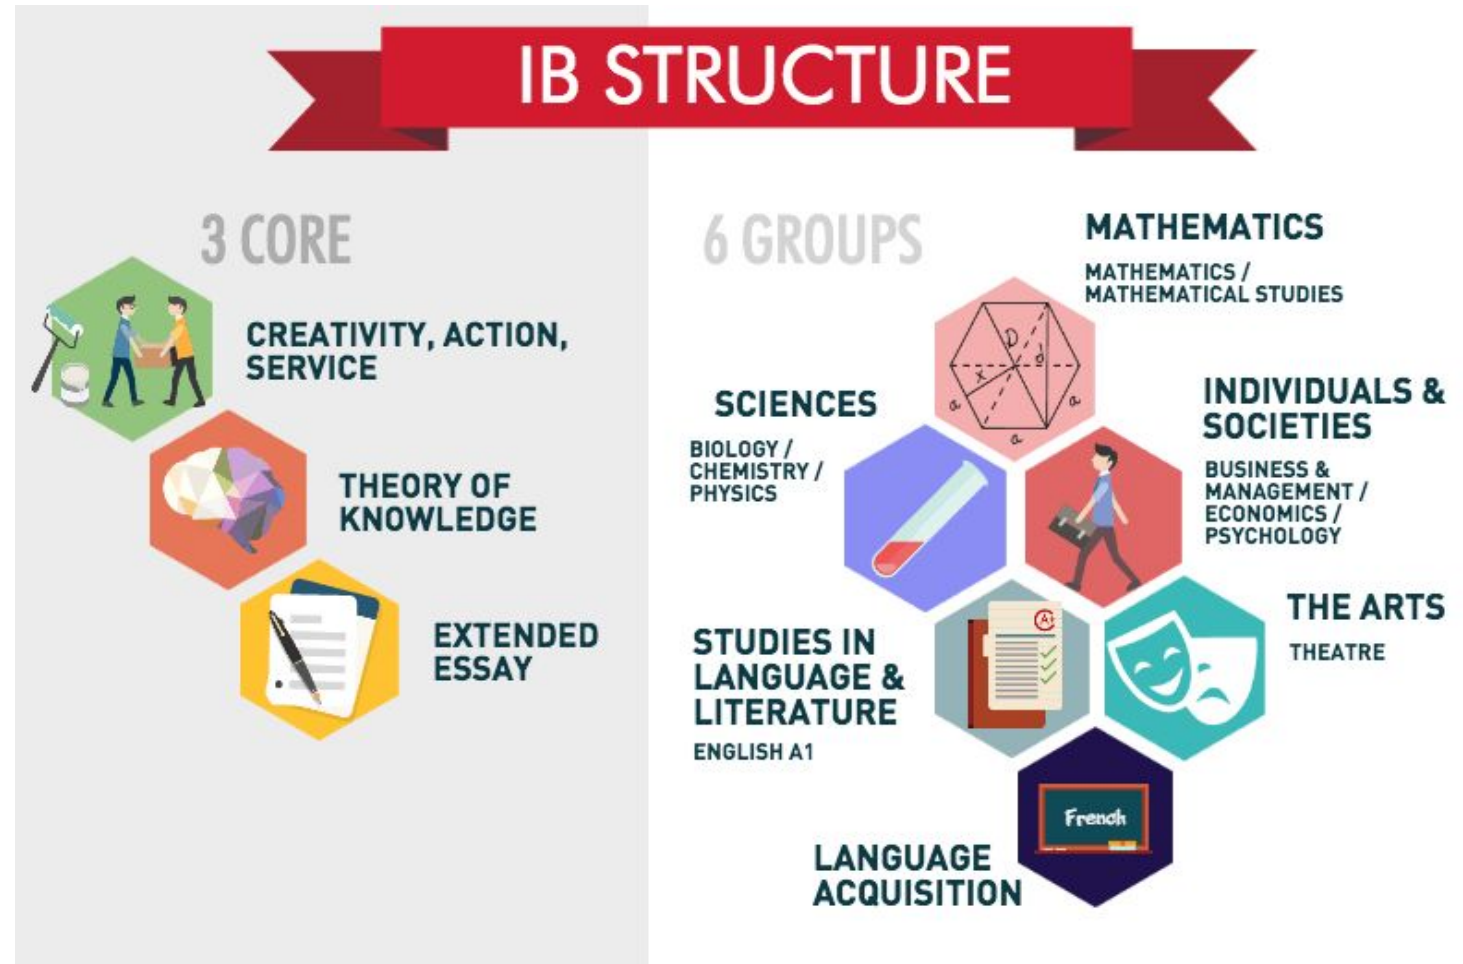 IB STRUCTURE
3 CORE
CREATIVITY, ACTION,
SERVICE
THEORY OF
KNOWLEDGE
EXTENDED
ESSAY
6 GROUPS
MATHEMATICS
MATHEMATICS /
MATHEMATICAL STUDIES
D
d
x
a
a
a
SCIENCES
BIOLOGY /
CHEMISTRY /
PHYSICS
INDIVIDUALS &
SOCIETIES
BUSINESS &
MANAGEMENT /
ECONOMICS /
PSYCHOLOGY
STUDIES IN
LANGUAGE &
LITERATURE
ENGLISH A1
A+
THE ARTS
THEATRE
French
LANGUAGE
ACQUISITION